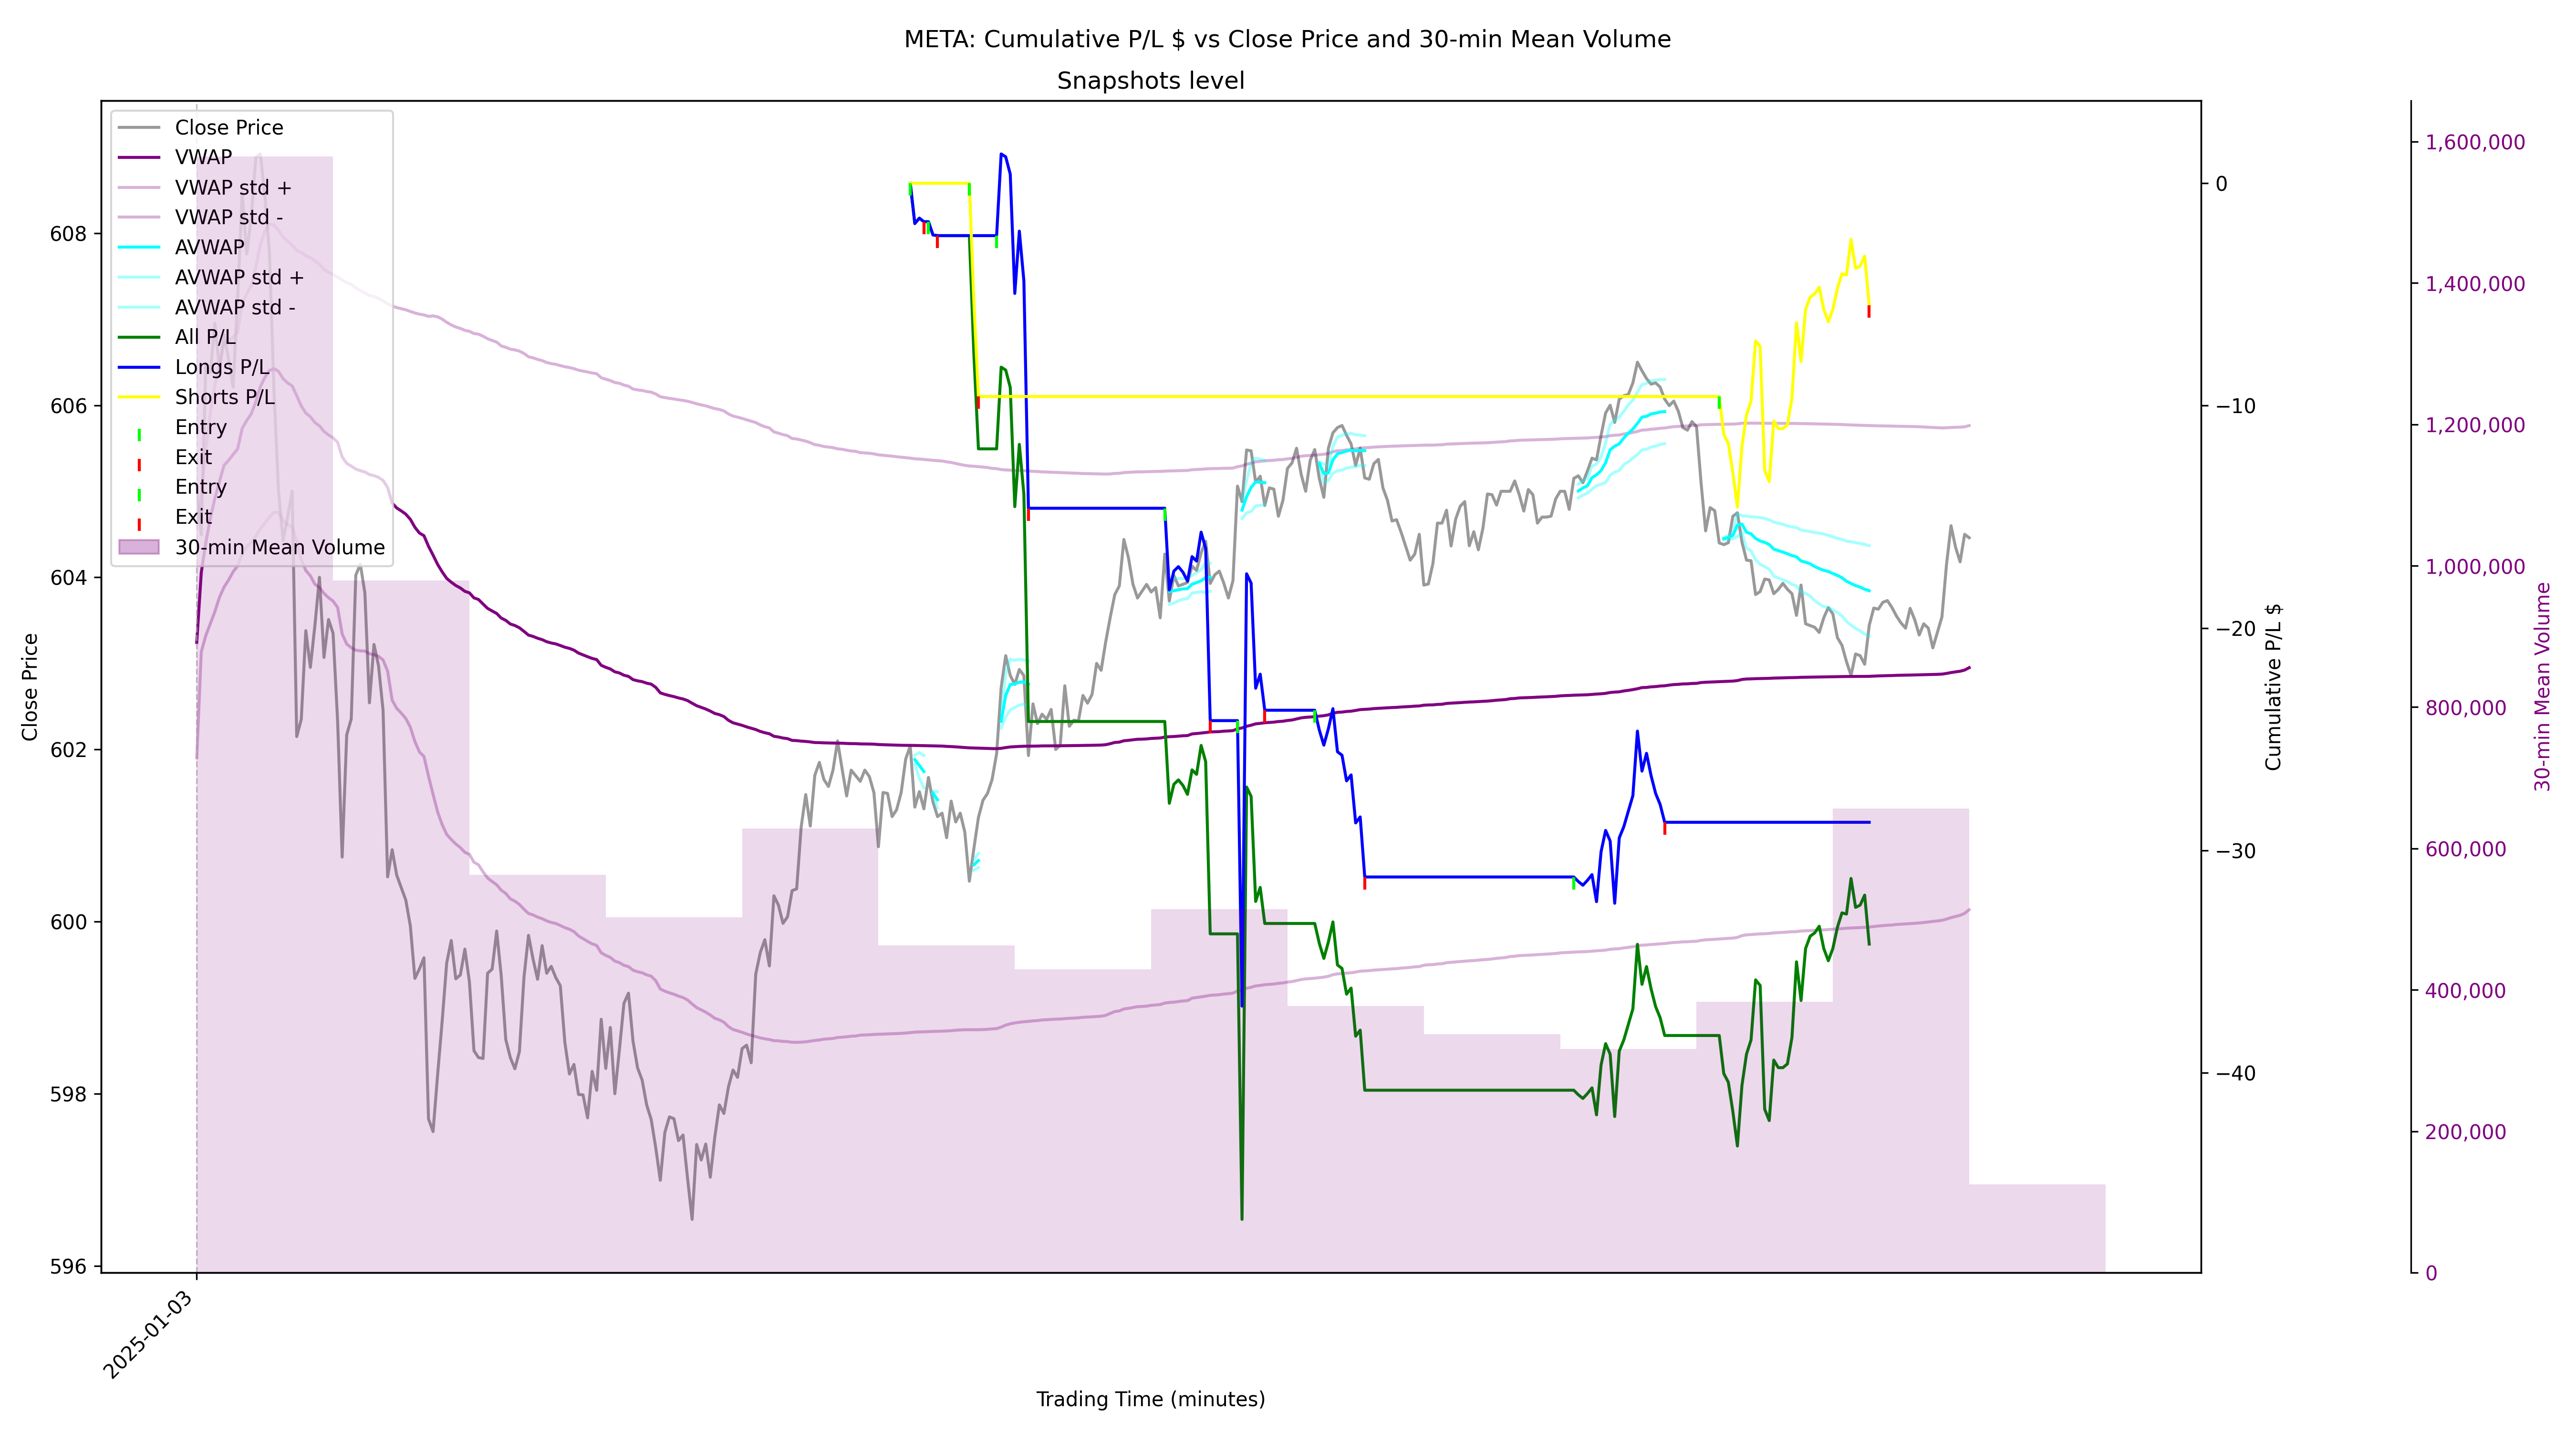 META: Cumulative P/L $ vs Close Price and 30-min Mean Volume
Snapshots level
Close Price
VWAP
VWAP std +
VWAP std -
AVWAP
AVWAP std +
AVWAP std -
All P/L
Longs P/L
Shorts P/L
Entry
Exit
Entry
Exit
30-min Mean Volume
608
606
604
602
600
598
596
Close Price
0
−10
−20
−30
−40
Cumulative P/L $
1,600,000
1,400,000
1,200,000
1,000,000
800,000
600,000
400,000
200,000
0
30-min Mean Volume
2025-01-03
Trading Time (minutes)